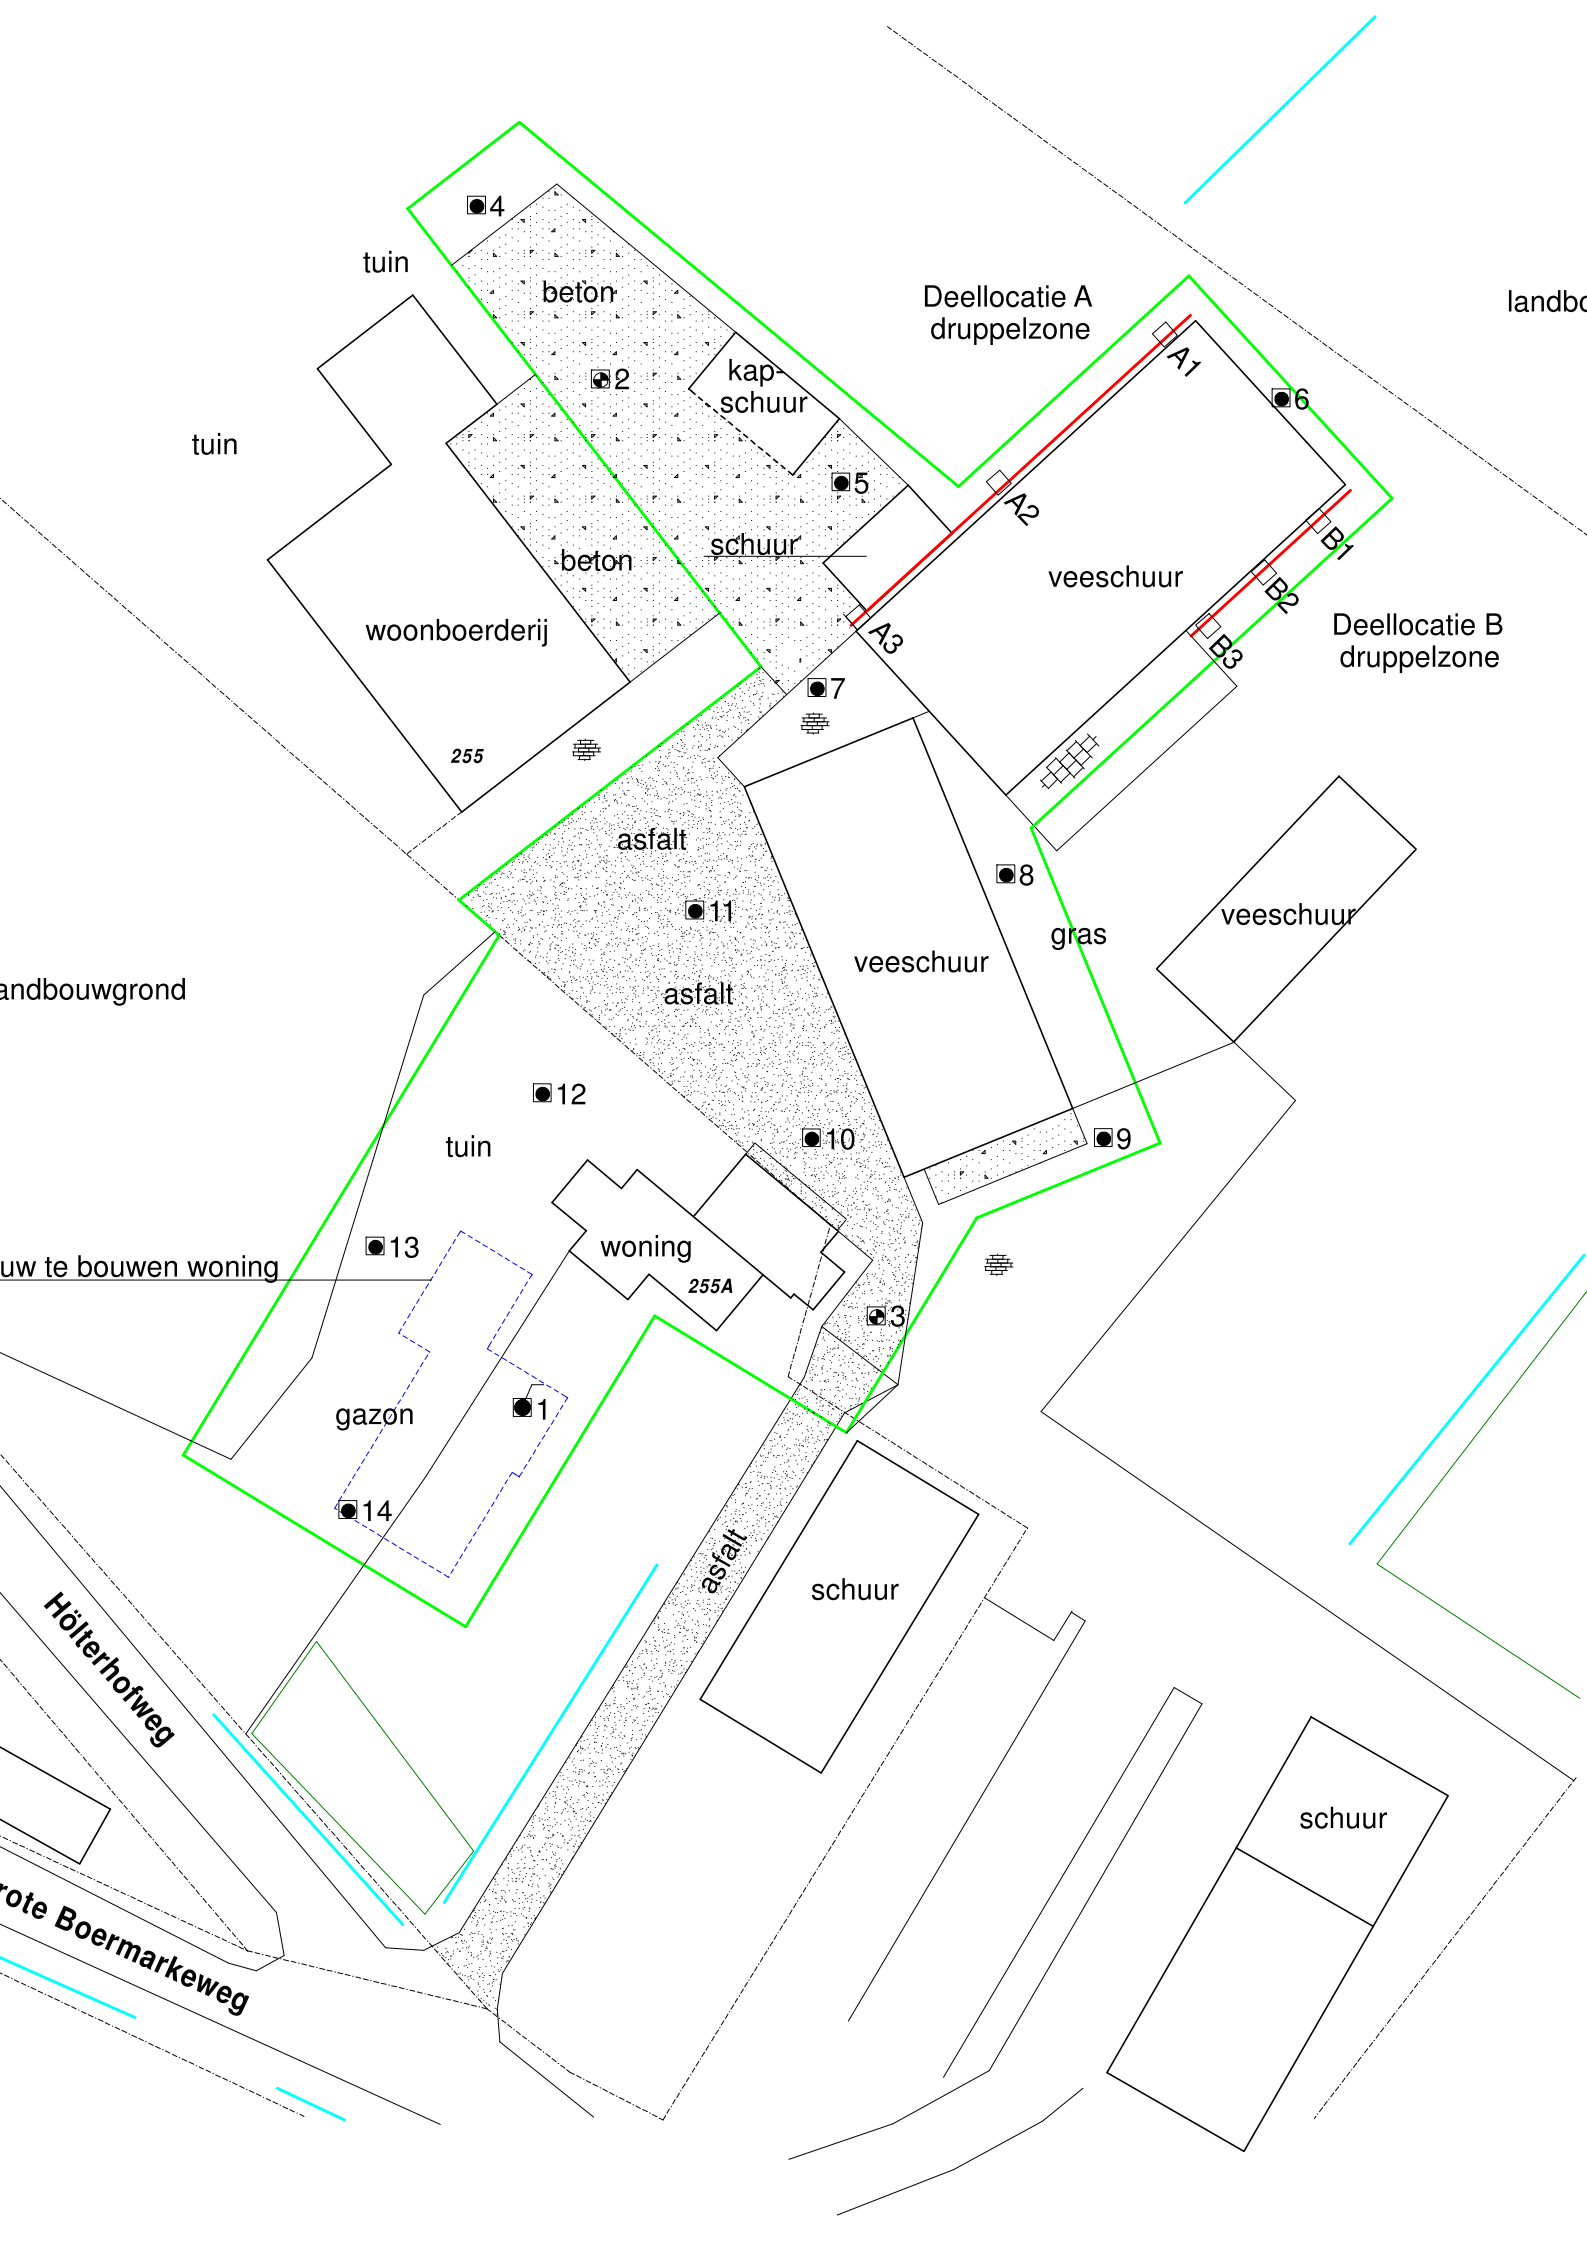 4
tuin
beton
Deellocatie A
druppelzone
landbo
A1
kap-
schuur
2
6
tuin
5
A2
schuur
B1
beton
veeschuur
B2
woonboerderij
A3
Deellocatie B
druppelzone
B3
7
255
asfalt
8
11
veeschuur
gras
veeschuur
asfalt
andbouwgrond
12
10
9
tuin
13
woning
uw te bouwen woning
255A
3
1
gazon
14
asfalt
schuur
Hölterhofweg
schuur
rote Boermarkeweg